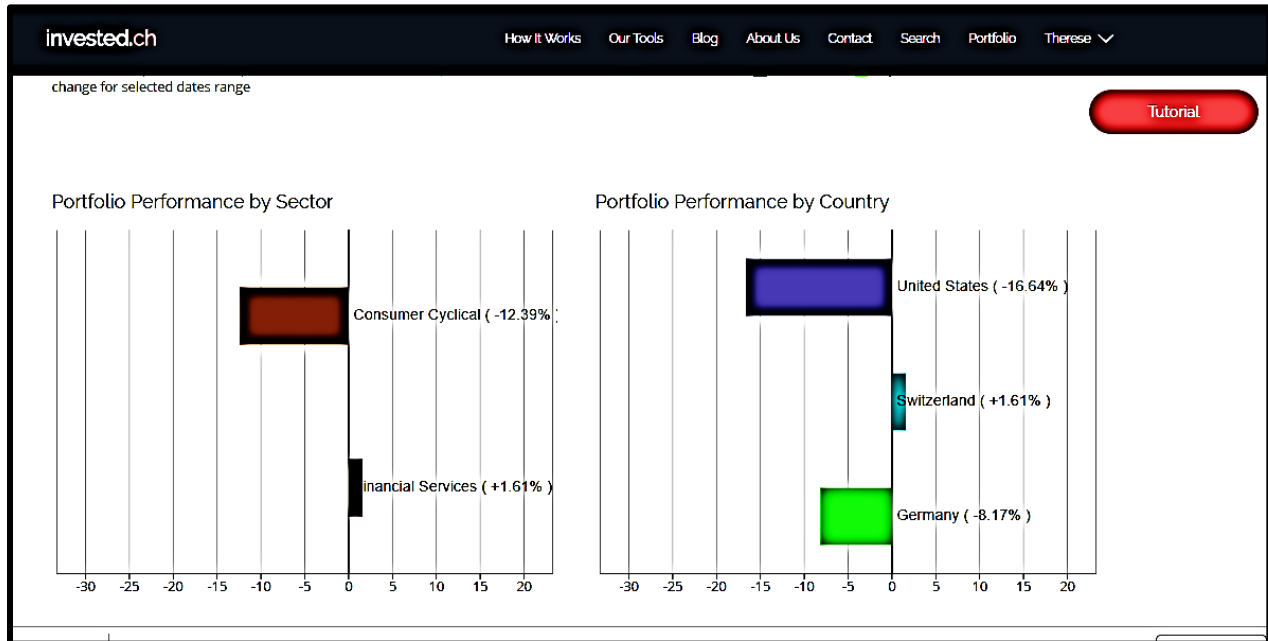 invested.ch How It Works Our Tools Blog About Us Contact Search Portfolio Therese
change for selected dates range
Tutorial
Portfolio Performance by Sector
Consumer Cyclical ( -12.39%
inancial Services ( +1.61% )
-30 -25 -20 -15 -10 -5 0 5 10 15 20
Portfolio Performance by Country
United States ( -16.64% )
Switzerland ( +1.61% )
Germany ( -8.17% )
-30 -25 -20 -15 -10 -5 0 5 10 15 20